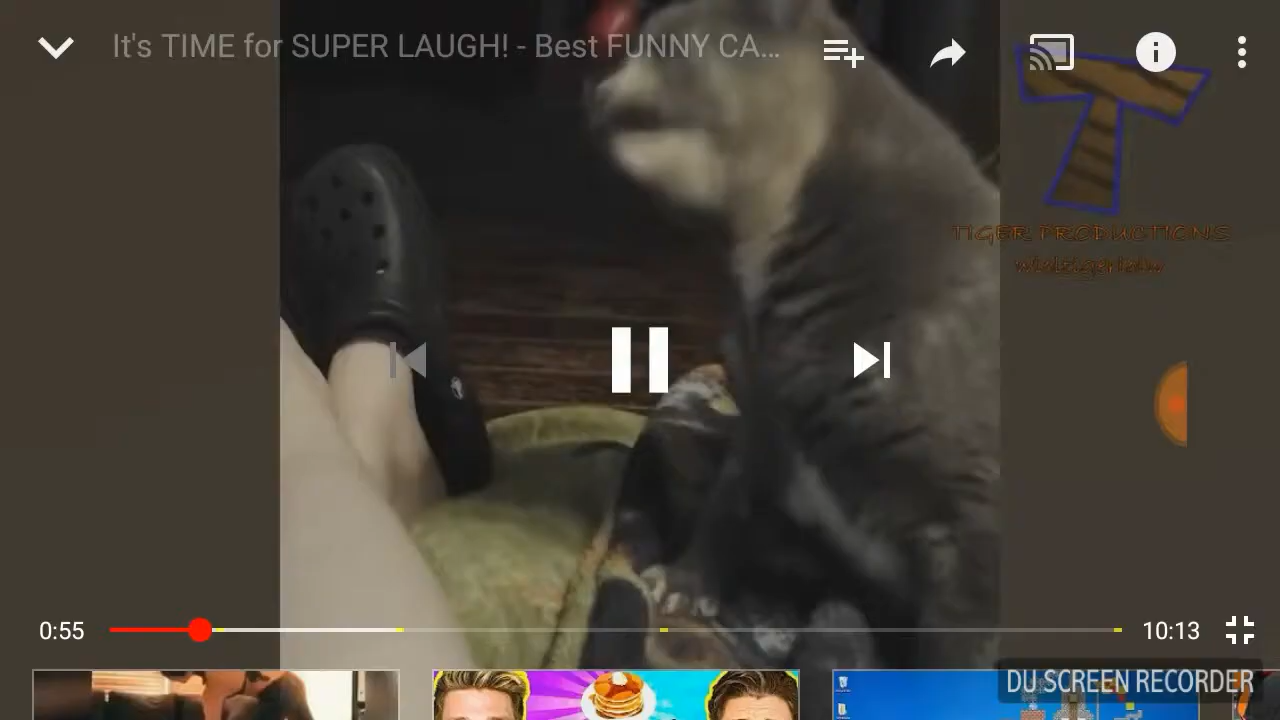 It's TIME for SUPER LAUGH! - Best FUNNY CA...
TIGER PRODUCTIONS
0:55
10:13
DU SCREEN RECORDER